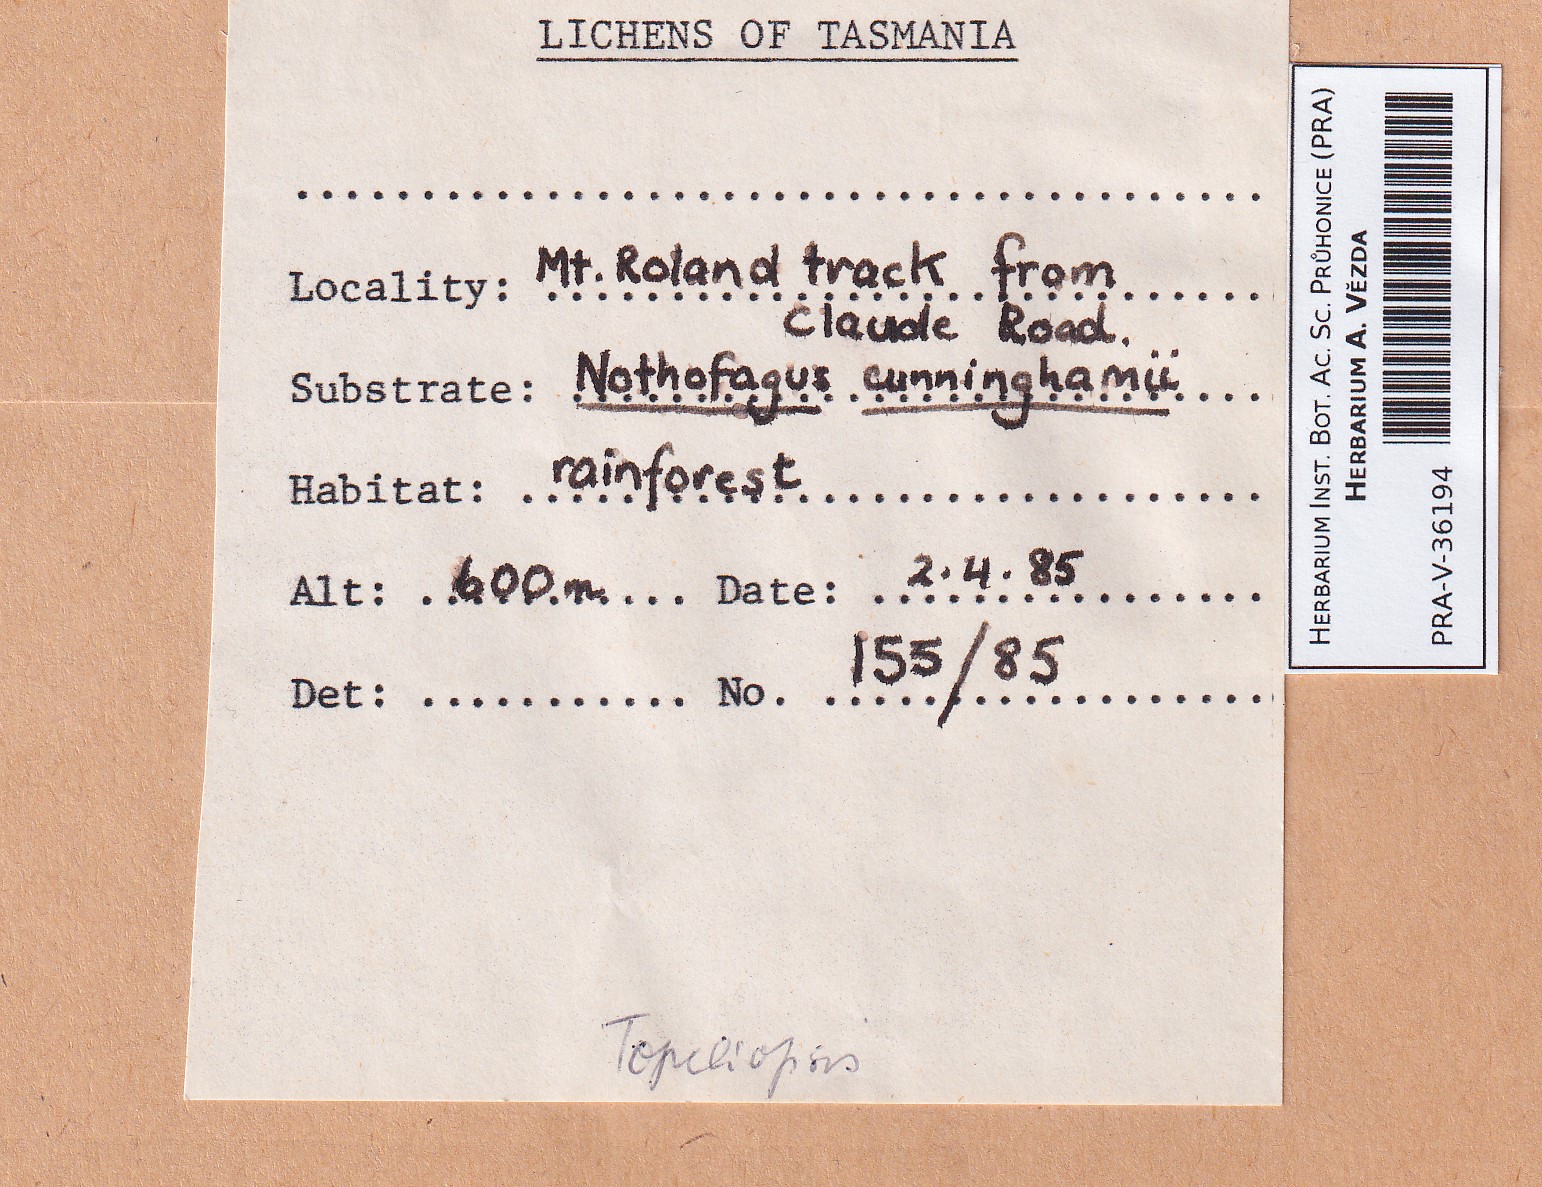 LICHENS OF TASMANIA
Locality: Mt. Roland track from
Claude Road.
Substrate: Nothofagus cunninghamii
Habitat: rainforest
Alt: 600m Date: 2.4.85
Det: No. 155/85
Topeliopsis
HERBARIUM INST. BOT. AC. SC. PRŮHONICE (PRA)
HERBARIUM A. VĚZDA
PRA-V-36194